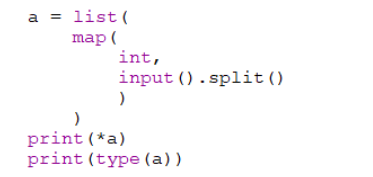 a = list(
    map(
        int,
        input().split()
        )
    )
print(*a)
print(type(a))